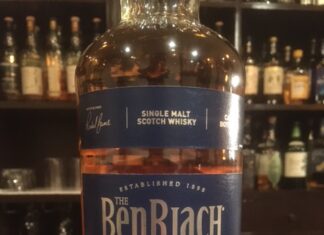 SINGLE MALT
SCOTCH WHISKY
ESTABLISHED 1898
THE
BENRIACH